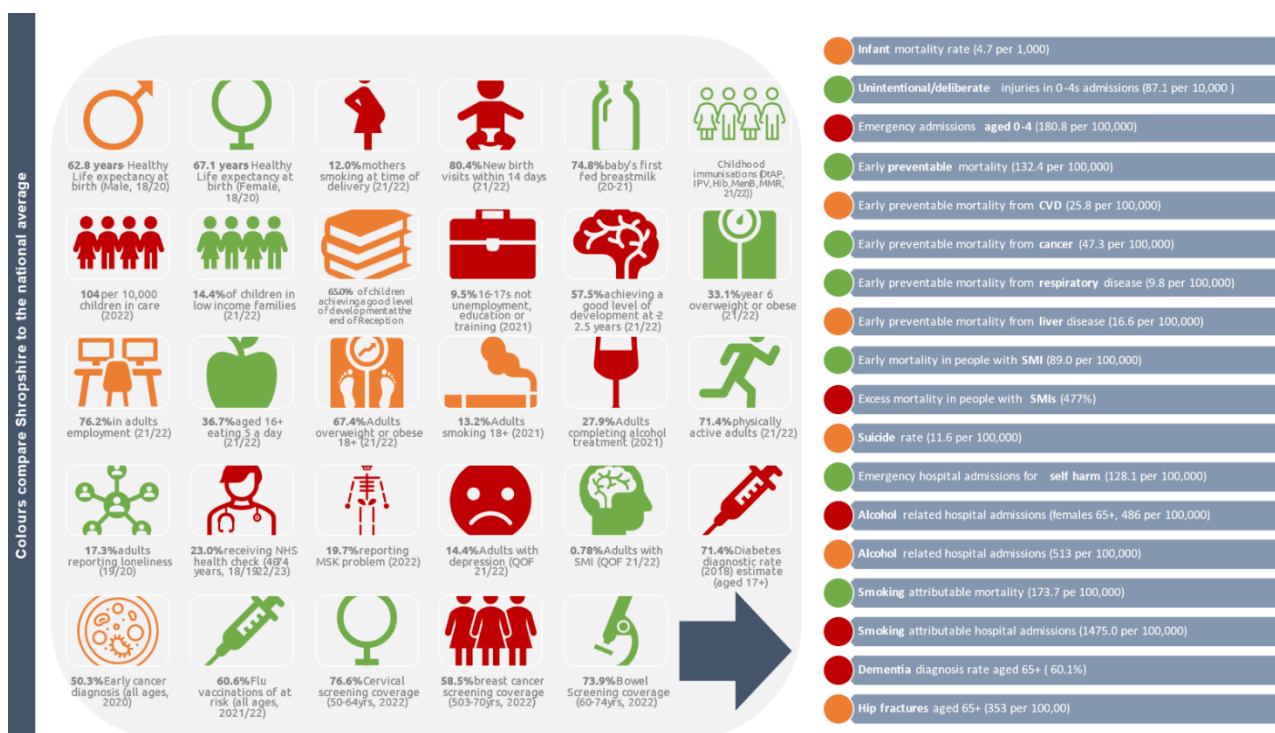 Colours compare Shropshire to the national average
62.8 years- Healthy
Life expectancy at
birth (Male, 18/20)
67.1 years Healthy
Life expectancy at
birth (Female,
18/20)
12.0%mothers
smoking at time of
delivery (21/22)
80.4%New birth
visits within 14 days
(21/22)
74.8%baby's first
fed breastmilk
(20-21)
Childhood
immunisations (DtAP,
IPV,Hib,MenB,MMR,
21/22))
104 per 10,000
children in care
(2022)
14.4%of children in
low income families
(21/22)
65.0% of children
achieving a good level
of development at the
end of Reception
9.5%16-17s not
unemployment,
education or
training (2021)
57.5%achieving a
good level of
development at 2-
2.5 years (21/22)
33.1%year 6
overweight or obese
(21/22)
76.2%in adults
employment (21/22)
36.7%aged 16+
eating 5 a day
(21/22)
67.4%Adults
overweight or obese
18+ (21/22)
13.2%Adults
smoking 18+ (2021)
27.9%Adults
completing alcohol
treatment (2021)
71.4%physically
active adults (21/22)
17.3%adults
reporting loneliness
(19/20)
23.0%receiving NHS
health check (4074
years, 18/1922/23)
19.7%reporting
MSK problem (2022)
14.4%Adults with
depression (QOF
21/22)
0.78%Adults with
SMI (QOF 21/22)
71.4%Diabetes
diagnostic rate
(2018) estimate
(aged 17+)
50.3%Early cancer
diagnosis (all ages,
2020)
60.6%Flu
vaccinations of at
risk (all ages,
2021/22)
76.6%Cervical
screening coverage
(50-64yrs, 2022)
58.5%breast cancer
screening coverage
(503-70yrs, 2022)
73.9%Bowel
Screening coverage
(60-74yrs, 2022)
Infant mortality rate (4.7 per 1,000)
Unintentional/deliberate injuries in 0-4s admissions (87.1 per 10,000 )
Emergency admissions aged 0-4 (180.8 per 100,000)
Early preventable mortality (132.4 per 100,000)
Early preventable mortality from CVD (25.8 per 100,000)
Early preventable mortality from cancer (47.3 per 100,000)
Early preventable mortality from respiratory disease (9.8 per 100,000)
Early preventable mortality from liver disease (16.6 per 100,000)
Early mortality in people with SMI (89.0 per 100,000)
Excess mortality in people with SMIs (477%)
Suicide rate (11.6 per 100,000)
Emergency hospital admissions for self harm (128.1 per 100,000)
Alcohol related hospital admissions (females 65+, 486 per 100,000)
Alcohol related hospital admissions (513 per 100,000)
Smoking attributable mortality (173.7 pe 100,000)
Smoking attributable hospital admissions (1475.0 per 100,000)
Dementia diagnosis rate aged 65+ ( 60.1%)
Hip fractures aged 65+ (353 per 100,00)